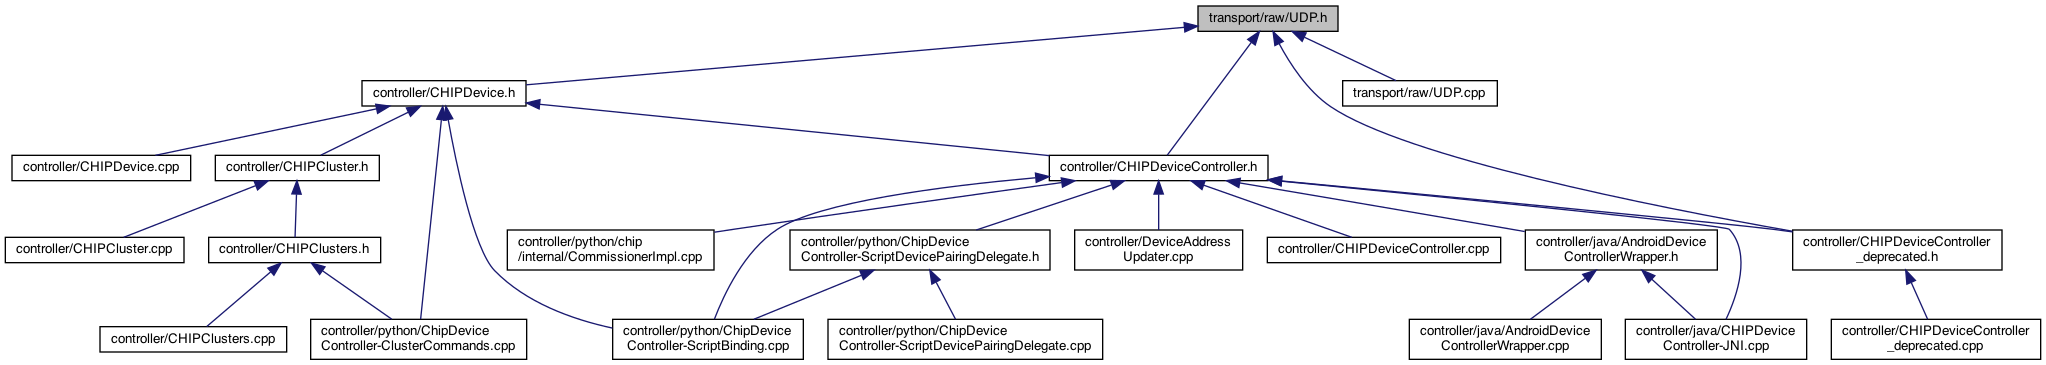 transport/raw/UDP.h
controller/CHIPDevice.h
transport/raw/UDP.cpp
controller/CHIPDevice.cpp
controller/CHIPCluster.h
controller/CHIPDeviceController.h
controller/CHIPCluster.cpp
controller/CHIPClusters.h
controller/python/chip
/internal/CommissionerImpl.cpp
controller/python/ChipDevice
Controller-ScriptDevicePairingDelegate.h
controller/DeviceAddress
Updater.cpp
controller/CHIPDeviceController.cpp
controller/java/AndroidDevice
ControllerWrapper.h
controller/CHIPDeviceController
_deprecated.h
controller/CHIPClusters.cpp
controller/python/ChipDevice
Controller-ClusterCommands.cpp
controller/python/ChipDevice
Controller-ScriptBinding.cpp
controller/python/ChipDevice
Controller-ScriptDevicePairingDelegate.cpp
controller/java/AndroidDevice
ControllerWrapper.cpp
controller/java/CHIPDevice
Controller-JNI.cpp
controller/CHIPDeviceController
_deprecated.cpp